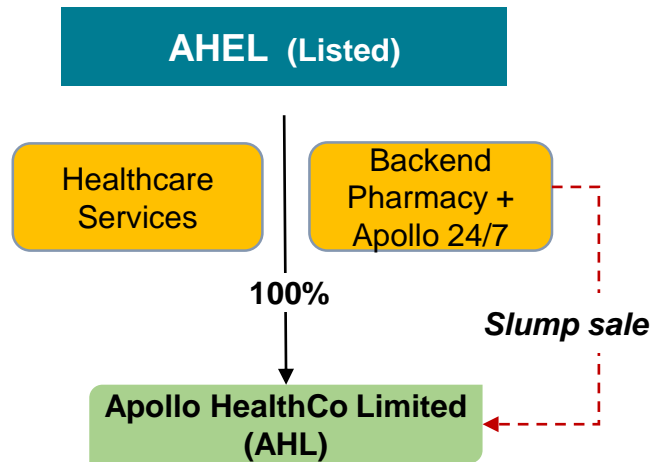 AHEL (Listed)
Healthcare
Services
Backend
Pharmacy +
Apollo 24/7
100%
Slump sale
Apollo HealthCo Limited
(AHL)